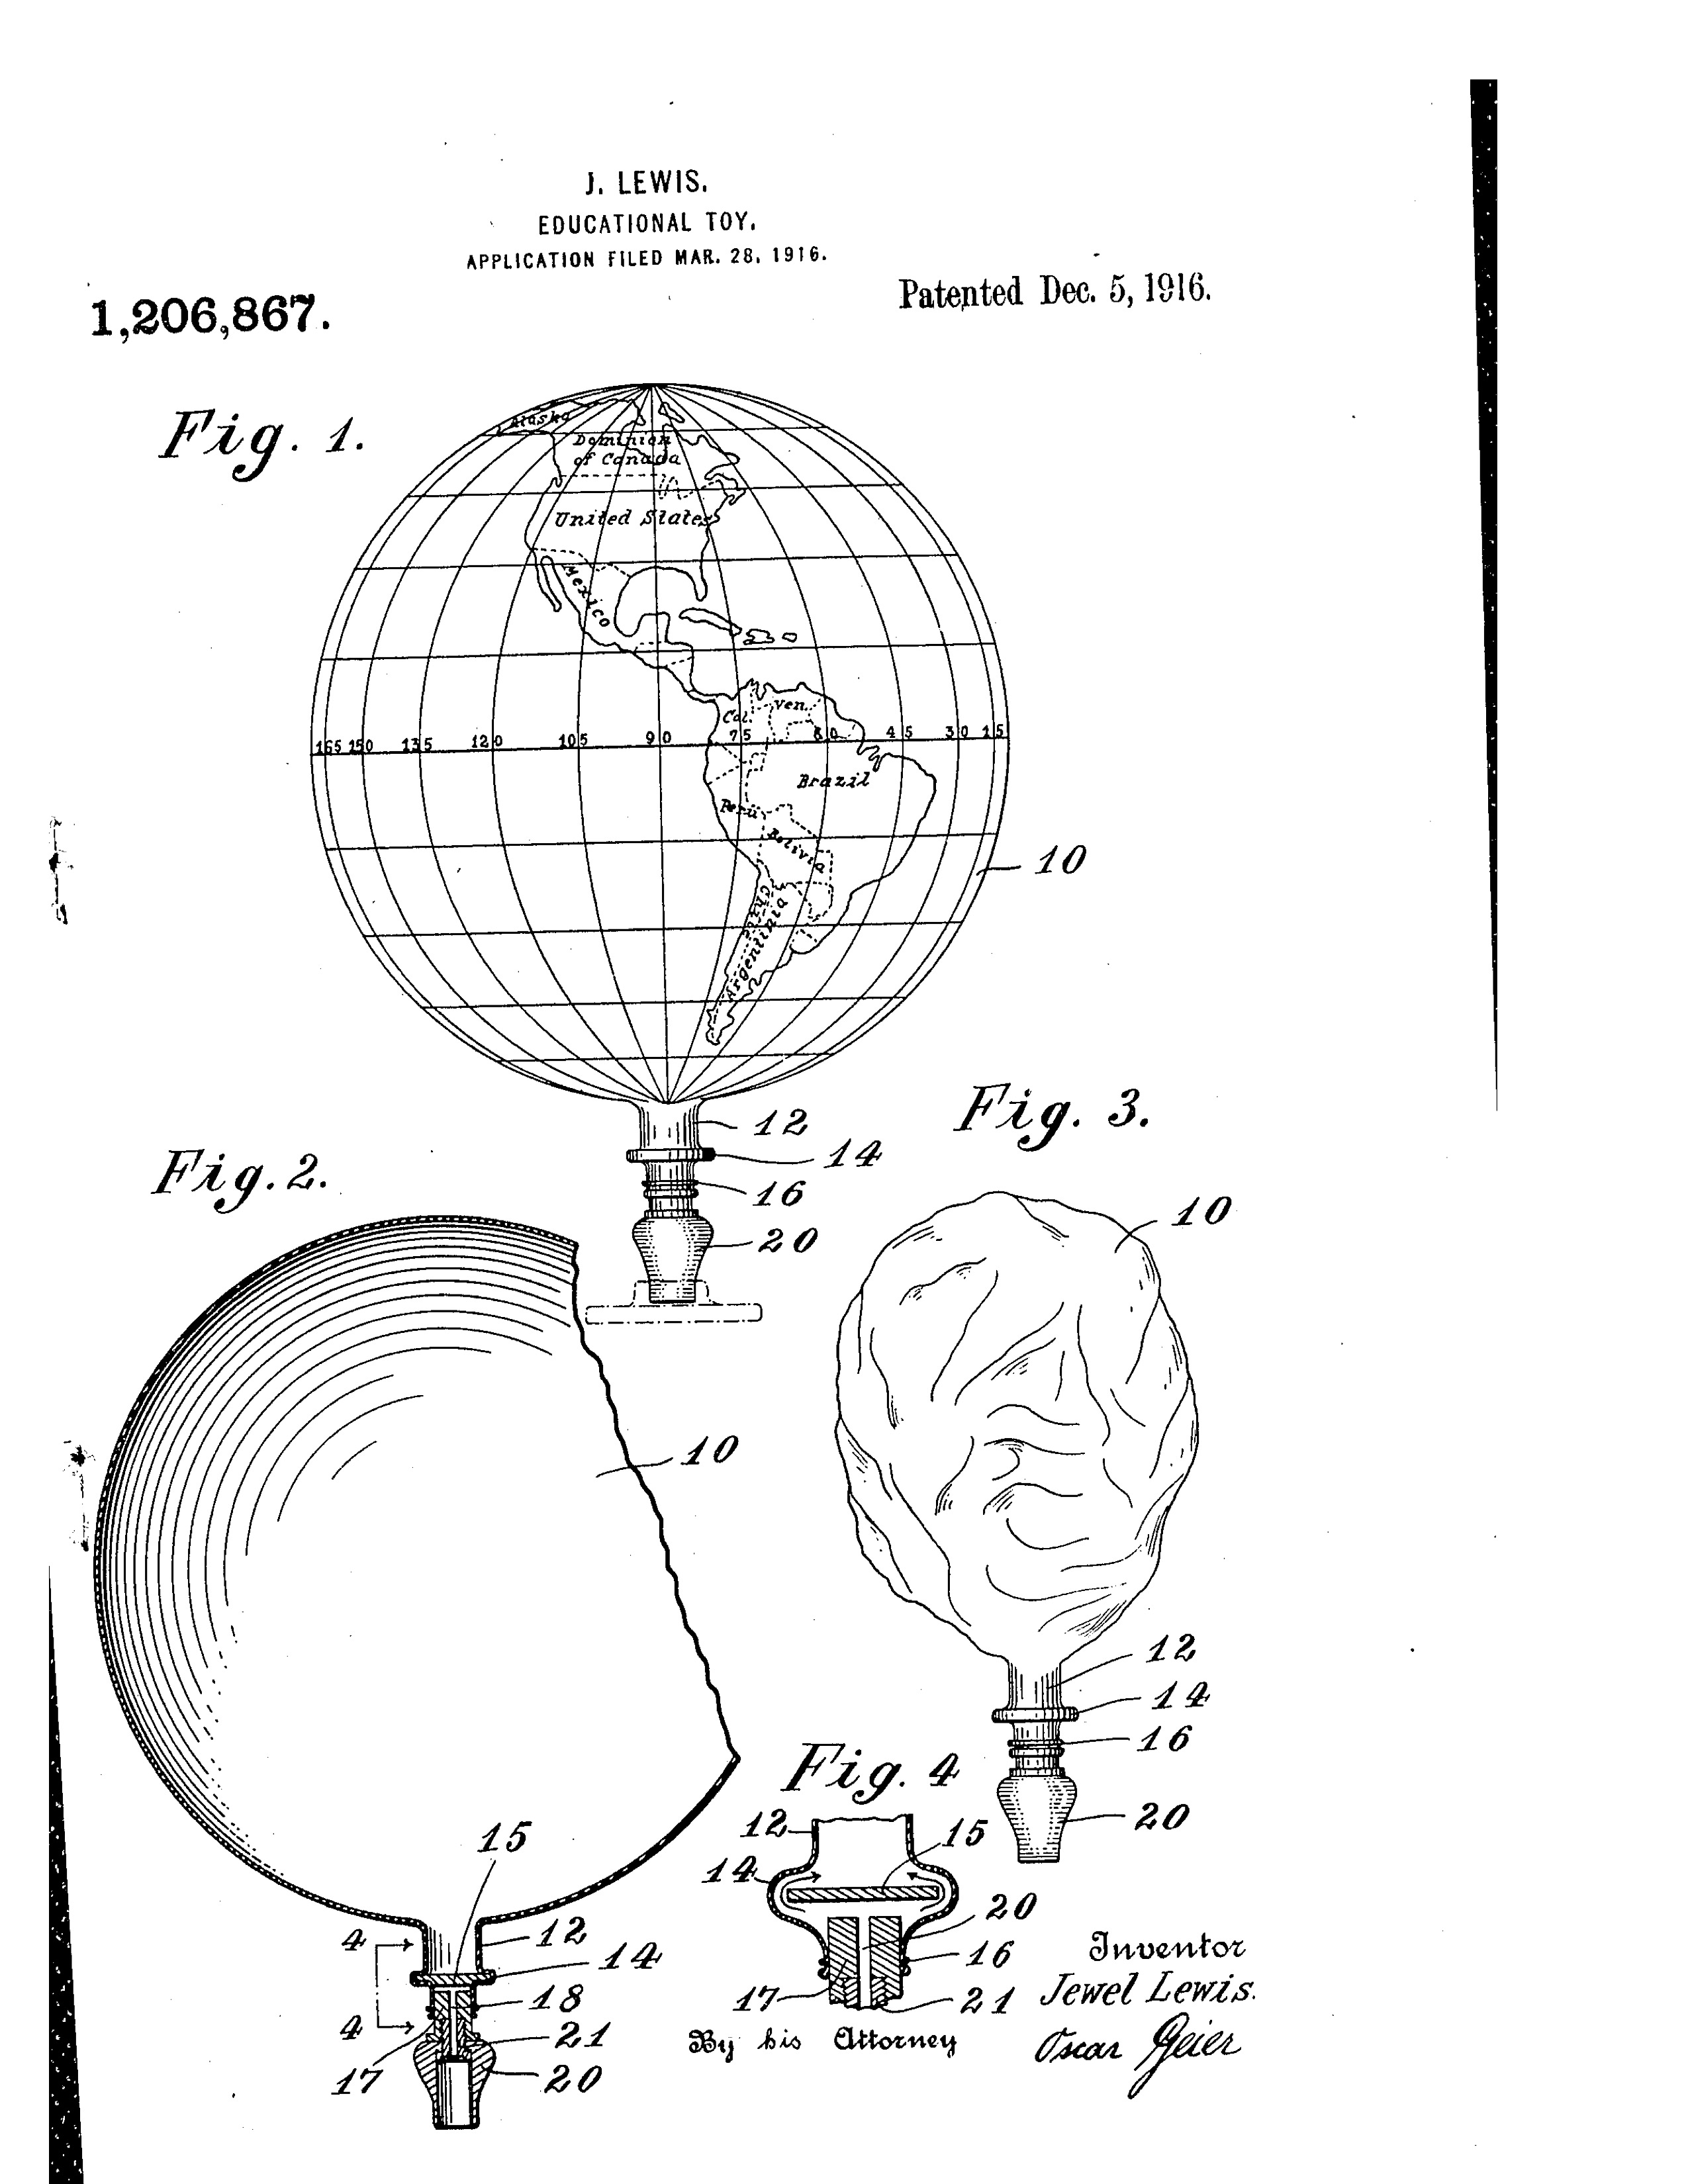 J. LEWIS.
EDUCATIONAL TOY.
APPLICATION FILED MAR. 28, 1916.
1,206,867.
Patented Dec. 5, 1916.
Fig. 1.
Alaska
Dominion
of Canada
United States
Mexico
Col.
Ven.
165 150 135 120 105 90 75 60 45 30 15
Brazil
Peru
Bolivia
Chile
Argentina
10
12
14
16
20
Fig. 2.
10
15
4
12
14
18
4
21
17
20
Fig. 3.
10
12
14
16
20
Fig. 4
12
15
14
20
16
17
21
Inventor
Jewel Lewis.
By his Attorney
Oscar Geier